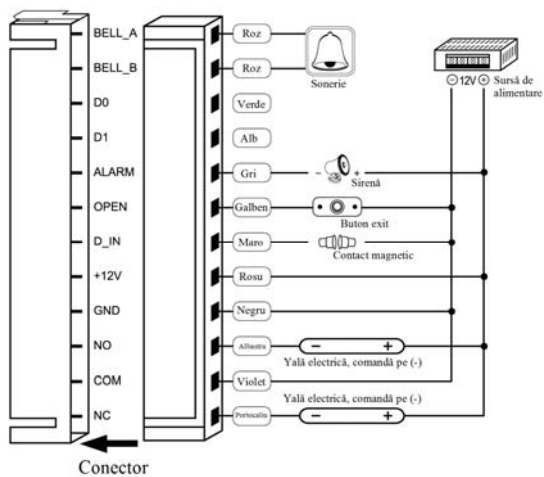 BELL_A
Roz
BELL_B
Roz
Sonerie
− 12V + Sursă de
alimentare
D0
Verde
D1
Alb
ALARM
Gri
− +
Sirenă
OPEN
Galben
Buton exit
D_IN
Maro
Contact magnetic
+12V
Rosu
GND
Negru
NO
Albastru
− +
Yală electrică, comandă pe (-)
COM
Violet
Yală electrică, comandă pe (-)
NC
Portocaliu
− +
Conector